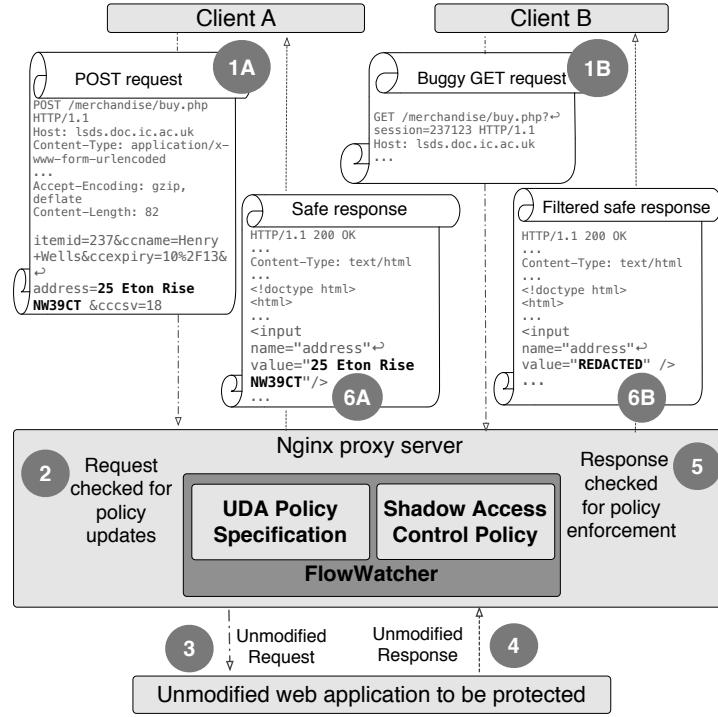 Client A
Client B
1A
POST request
POST /merchandise/buy.php
HTTP/1.1
Host: lsds.doc.ic.ac.uk
Content-Type: application/x-
www-form-urlencoded
...
Accept-Encoding: gzip,
deflate
Content-Length: 82
itemid=237&ccname=Henry
+Wells&ccexpiry=10%2F13&
↩
address=25 Eton Rise
NW39CT &cccsv=18
1B
Buggy GET request
GET /merchandise/buy.php?↩
session=237123 HTTP/1.1
Host: lsds.doc.ic.ac.uk
...
Safe response
HTTP/1.1 200 OK
...
Content-Type: text/html
...
<!doctype html>
<html>
...
<input
name="address"↩
value="25 Eton Rise
NW39CT"/>
...
6A
Filtered safe response
HTTP/1.1 200 OK
...
Content-Type: text/html
...
<!doctype html>
<html>
...
<input
name="address"↩
value="REDACTED" />
...
6B
Nginx proxy server
2
Request
checked for
policy
updates
UDA Policy
Specification
Shadow Access
Control Policy
FlowWatcher
5
Response
checked
for policy
enforcement
3
Unmodified
Request
Unmodified
Response
4
Unmodified web application to be protected